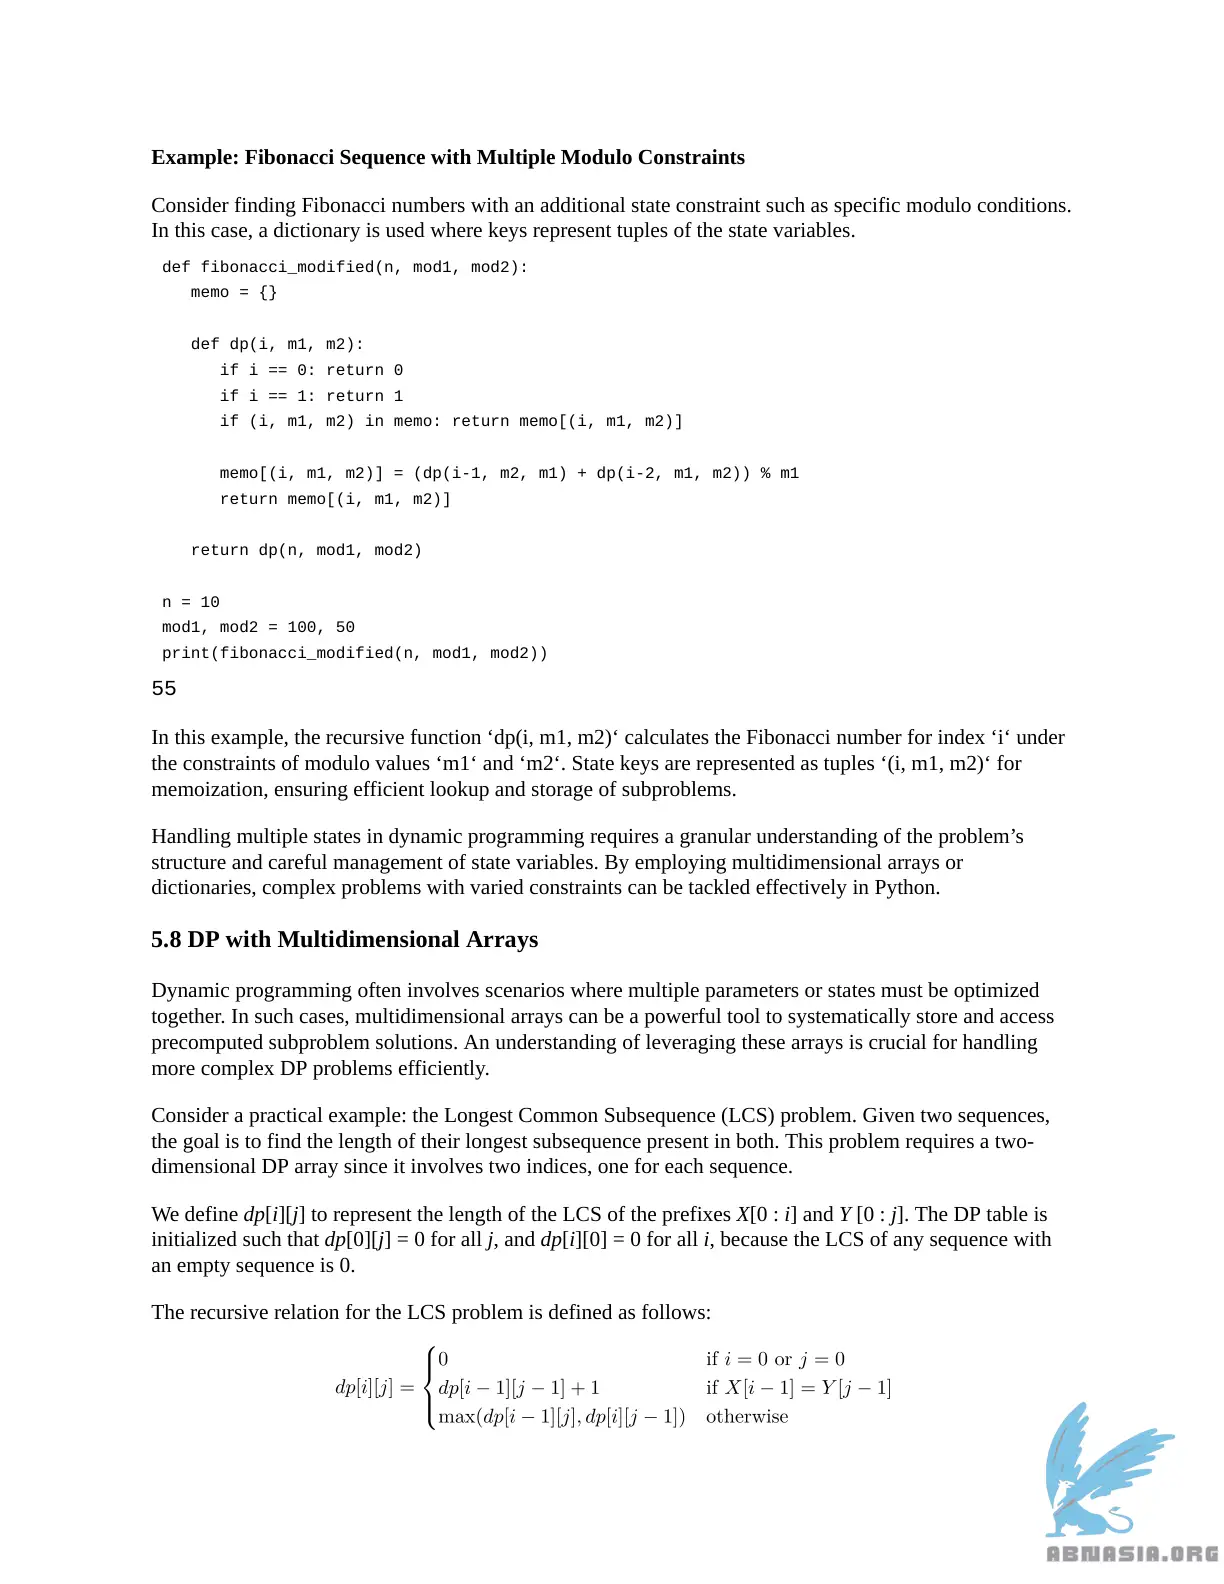 Example: Fibonacci Sequence with Multiple Modulo Constraints
Consider finding Fibonacci numbers with an additional state constraint such as specific modulo conditions.
In this case, a dictionary is used where keys represent tuples of the state variables.
def fibonacci_modified(n, mod1, mod2):
   memo = {}
   def dp(i, m1, m2):
      if i == 0: return 0
      if i == 1: return 1
      if (i, m1, m2) in memo: return memo[(i, m1, m2)]
      memo[(i, m1, m2)] = (dp(i-1, m2, m1) + dp(i-2, m1, m2)) % m1
      return memo[(i, m1, m2)]
   return dp(n, mod1, mod2)
n = 10
mod1, mod2 = 100, 50
print(fibonacci_modified(n, mod1, mod2))
55
In this example, the recursive function ‘dp(i, m1, m2)‘ calculates the Fibonacci number for index ‘i‘ under
the constraints of modulo values ‘m1‘ and ‘m2‘. State keys are represented as tuples ‘(i, m1, m2)‘ for
memoization, ensuring efficient lookup and storage of subproblems.
Handling multiple states in dynamic programming requires a granular understanding of the problem’s
structure and careful management of state variables. By employing multidimensional arrays or
dictionaries, complex problems with varied constraints can be tackled effectively in Python.
5.8 DP with Multidimensional Arrays
Dynamic programming often involves scenarios where multiple parameters or states must be optimized
together. In such cases, multidimensional arrays can be a powerful tool to systematically store and access
precomputed subproblem solutions. An understanding of leveraging these arrays is crucial for handling
more complex DP problems efficiently.
Consider a practical example: the Longest Common Subsequence (LCS) problem. Given two sequences,
the goal is to find the length of their longest subsequence present in both. This problem requires a two-
dimensional DP array since it involves two indices, one for each sequence.
We define dp[i][j] to represent the length of the LCS of the prefixes X[0 : i] and Y [0 : j]. The DP table is
initialized such that dp[0][j] = 0 for all j, and dp[i][0] = 0 for all i, because the LCS of any sequence with
an empty sequence is 0.
The recursive relation for the LCS problem is defined as follows:
0 if i = 0 or j = 0
dp[i][j] = { dp[i − 1][j − 1] + 1 if X[i − 1] = Y[j − 1]
max(dp[i − 1][j], dp[i][j − 1]) otherwise
ABNASIA.ORG